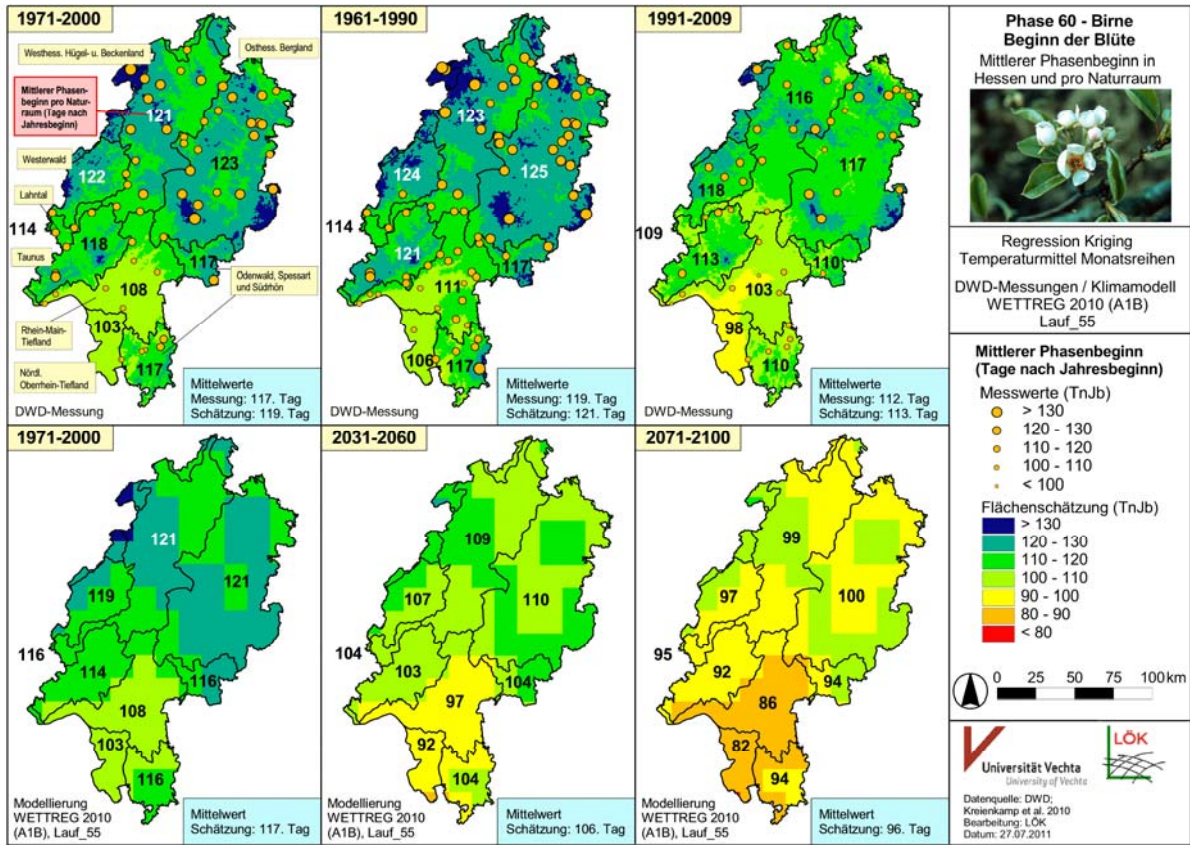 1971-2000
Westhess. Hügel- u. Beckenland
Osthess. Bergland
Mittlerer Phasen-
beginn pro Natur-
raum (Tage nach
Jahresbeginn)
121
123
Westerwald
122
Lahntal
114
118
Taunus
117
Odenwald, Spessart
und Südrhön
108
Rhein-Main-
Tiefland
103
117
Nördl.
Oberrhein-Tiefland
DWD-Messung
Mittelwerte
Messung: 117. Tag
Schätzung: 119. Tag
1961-1990
123
124
125
114
121
117
111
106
117
DWD-Messung
Mittelwerte
Messung: 119. Tag
Schätzung: 121. Tag
1991-2009
116
117
118
109
113
110
103
98
110
DWD-Messung
Mittelwerte
Messung: 112. Tag
Schätzung: 113. Tag
Phase 60 - Birne
Beginn der Blüte
Mittlerer Phasenbeginn in
Hessen und pro Naturraum
Regression Kriging
Temperaturmittel Monatsreihen
DWD-Messungen / Klimamodell
WETTREG 2010 (A1B)
Lauf_55
Mittlerer Phasenbeginn
(Tage nach Jahresbeginn)
Messwerte (TnJb)
> 130
120 - 130
110 - 120
100 - 110
< 100
Flächenschätzung (TnJb)
> 130
120 - 130
110 - 120
100 - 110
90 - 100
80 - 90
< 80
0 25 50 75 100 km
Universität Vechta
University of Vechta
LÖK
Datenquelle: DWD;
Kreienkamp et al. 2010
Bearbeitung: LÖK
Datum: 27.07.2011
1971-2000
121
121
119
116
114
116
108
103
116
Modellierung
WETTREG 2010
(A1B), Lauf_55
Mittelwert
Schätzung: 117. Tag
2031-2060
109
110
107
104
103
104
97
92
104
Modellierung
WETTREG 2010
(A1B), Lauf_55
Mittelwert
Schätzung: 106. Tag
2071-2100
99
100
97
95
92
94
86
82
94
Modellierung
WETTREG 2010
(A1B), Lauf_55
Mittelwert
Schätzung: 96. Tag